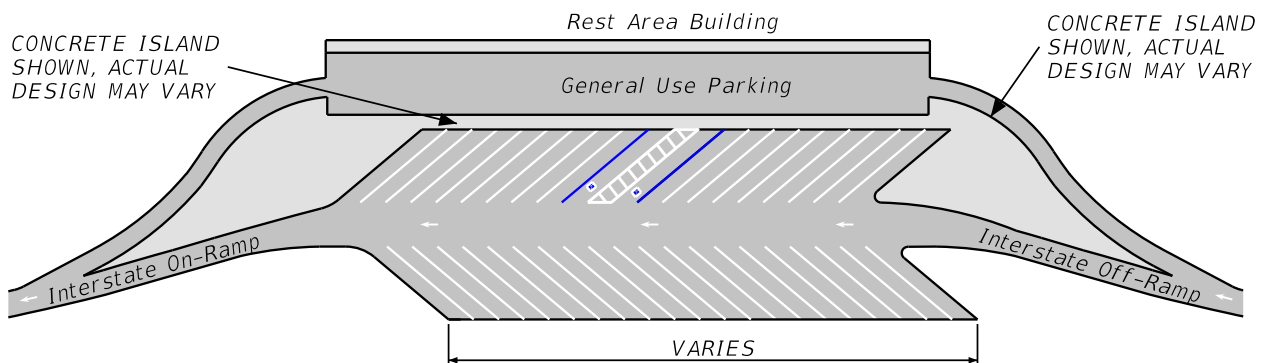 Rest Area Building
CONCRETE ISLAND
SHOWN, ACTUAL
DESIGN MAY VARY
CONCRETE ISLAND
SHOWN, ACTUAL
DESIGN MAY VARY
General Use Parking
Interstate On-Ramp
Interstate Off-Ramp
VARIES